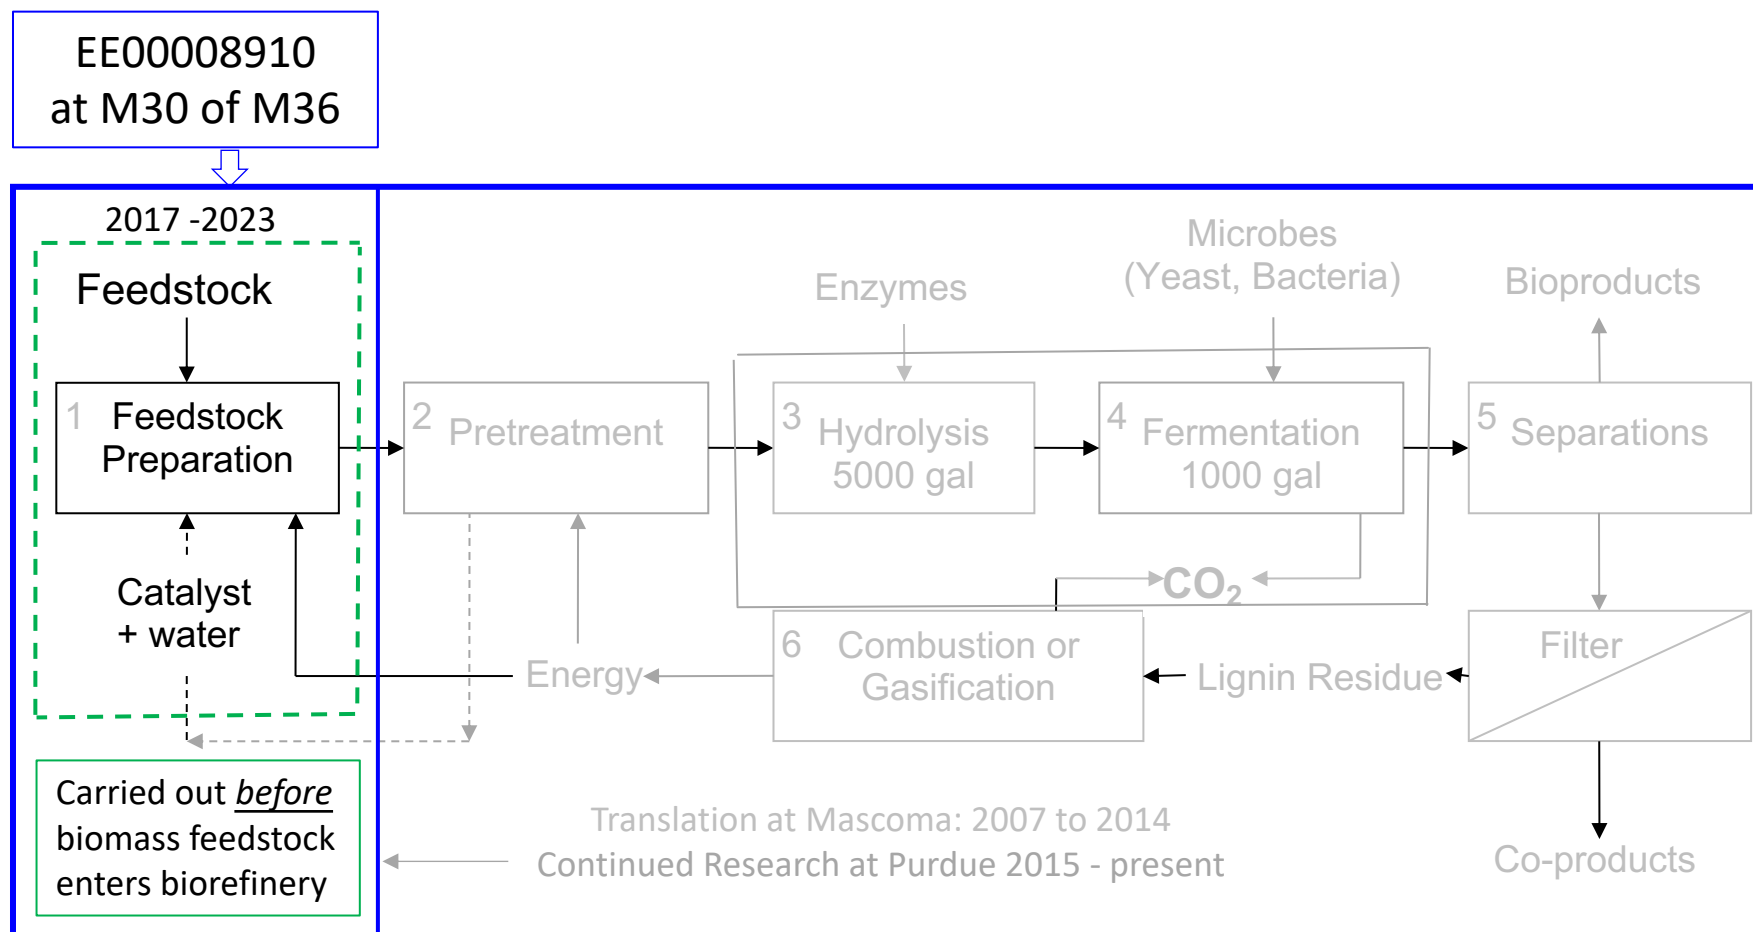 EE00008910
at M30 of M36
2017 -2023
Feedstock
1
Feedstock
Preparation
Catalyst
+ water
Carried out before
biomass feedstock
enters biorefinery
2
Pretreatment
Enzymes
3
Hydrolysis
5000 gal
Microbes
(Yeast, Bacteria)
4
Fermentation
1000 gal
Bioproducts
5
Separations
CO₂
Energy
6
Combustion or
Gasification
Lignin Residue
Filter
Co-products
Translation at Mascoma: 2007 to 2014
Continued Research at Purdue 2015 - present